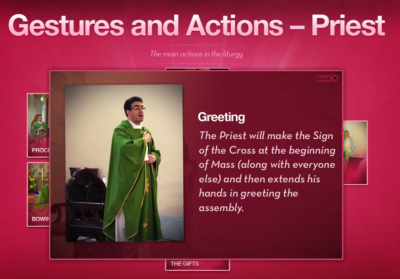 Gestures and Actions – Priest
The main actions in the liturgy
Greeting
The Priest will make the Sign
of the Cross at the beginning
of Mass (along with everyone
else) and then extends his
hands in greeting the
assembly.
THE GIFTS